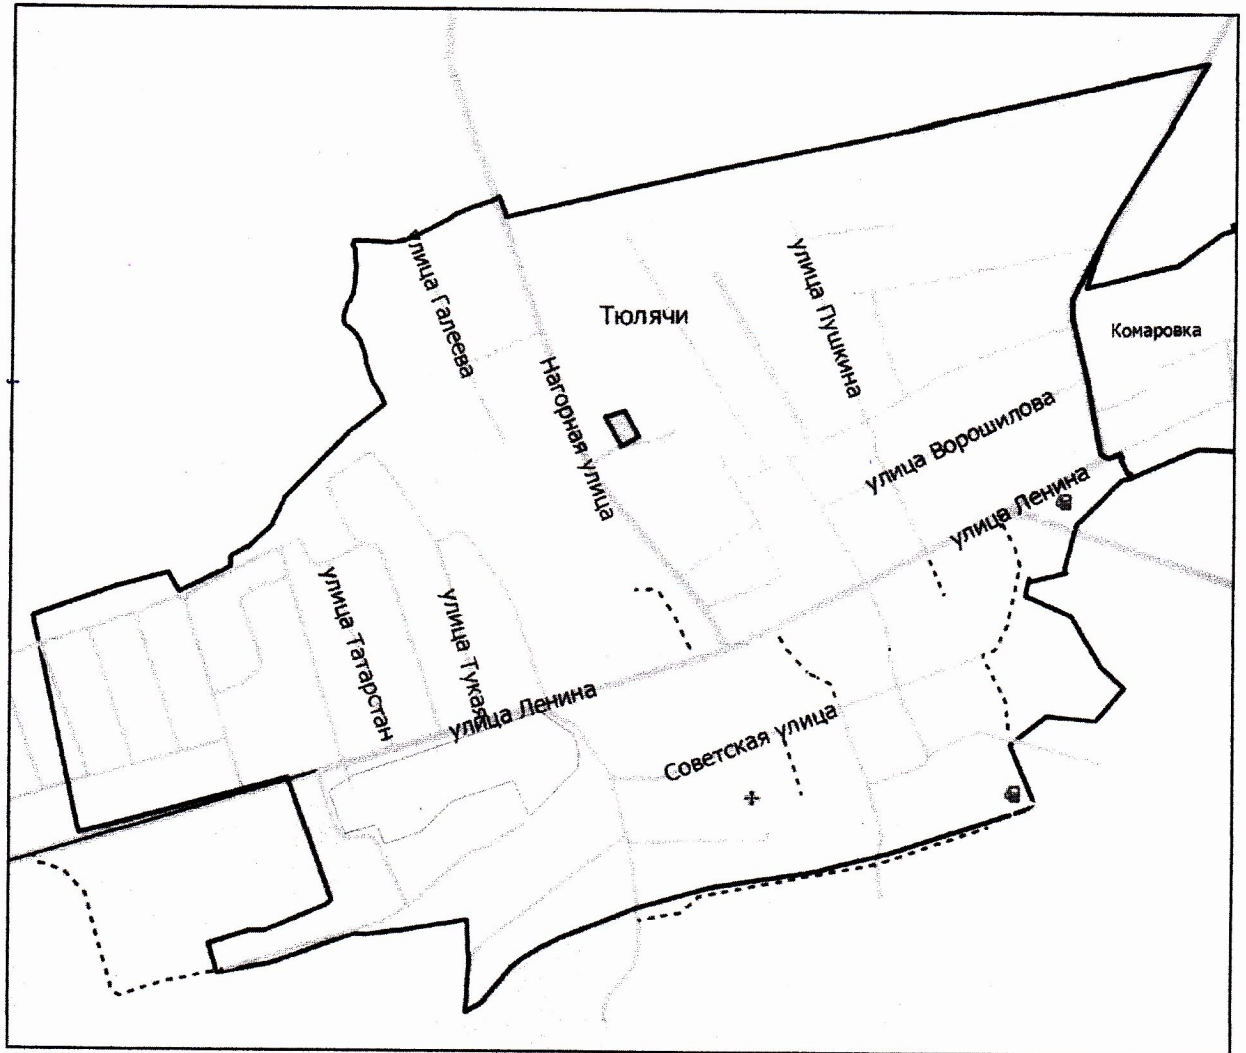 улица Галеева
улица Пушкина
Тюлячи
Комаровка
Нагорная улица
улица Ворошилова
улица Ленина
улица Татарстан
улица Тукая
улица Ленина
Советская улица